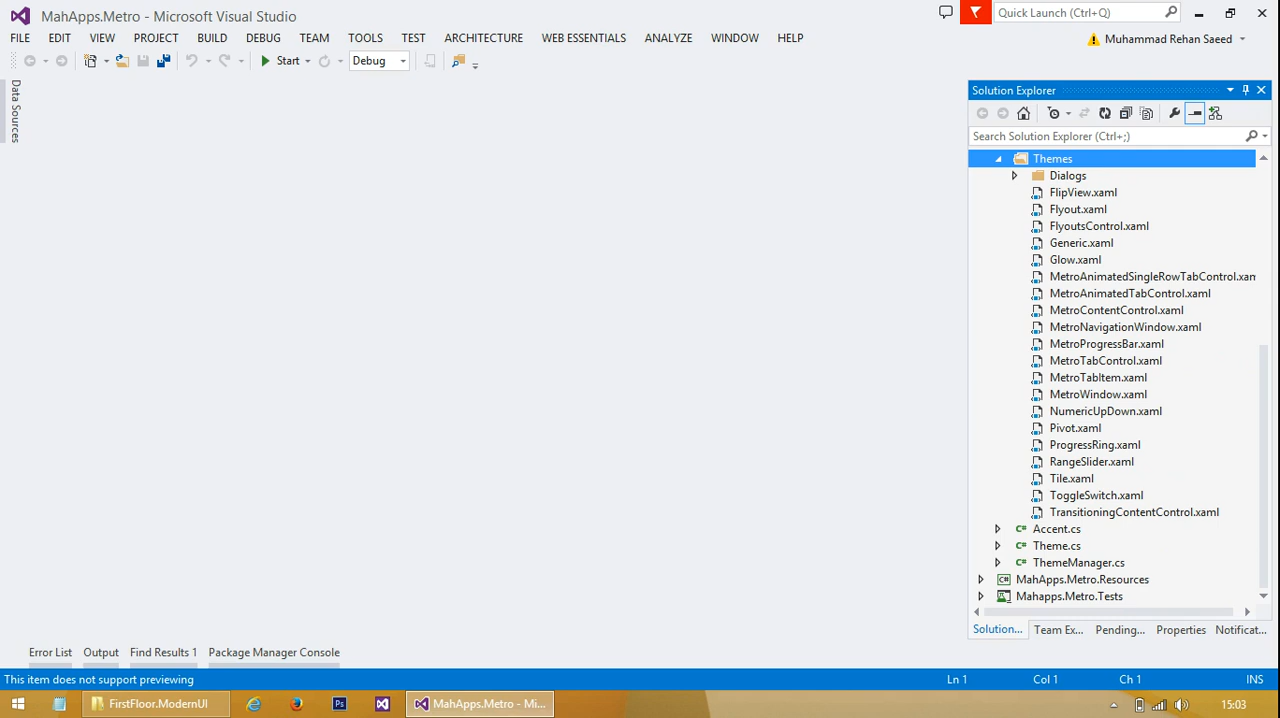 MahApps.Metro - Microsoft Visual Studio
Quick Launch (Ctrl+Q)
FILE EDIT VIEW PROJECT BUILD DEBUG TEAM TOOLS TEST ARCHITECTURE WEB ESSENTIALS ANALYZE WINDOW HELP
Muhammad Rehan Saeed
Start
Debug
Data Sources
Solution Explorer
Search Solution Explorer (Ctrl+;)
Themes
Dialogs
FlipView.xaml
Flyout.xaml
FlyoutsControl.xaml
Generic.xaml
Glow.xaml
MetroAnimatedSingleRowTabControl.xam
MetroAnimatedTabControl.xaml
MetroContentControl.xaml
MetroNavigationWindow.xaml
MetroProgressBar.xaml
MetroTabControl.xaml
MetroTabItem.xaml
MetroWindow.xaml
NumericUpDown.xaml
Pivot.xaml
ProgressRing.xaml
RangeSlider.xaml
Tile.xaml
ToggleSwitch.xaml
TransitioningContentControl.xaml
C# Accent.cs
C# Theme.cs
C# ThemeManager.cs
C# MahApps.Metro.Resources
Mahapps.Metro.Tests
Solution... Team Ex... Pending... Properties Notificat...
Error List Output Find Results 1 Package Manager Console
This item does not support previewing Ln 1 Col 1 Ch 1 INS
FirstFloor.ModernUI
Ps
MahApps.Metro - Mi...
15:03